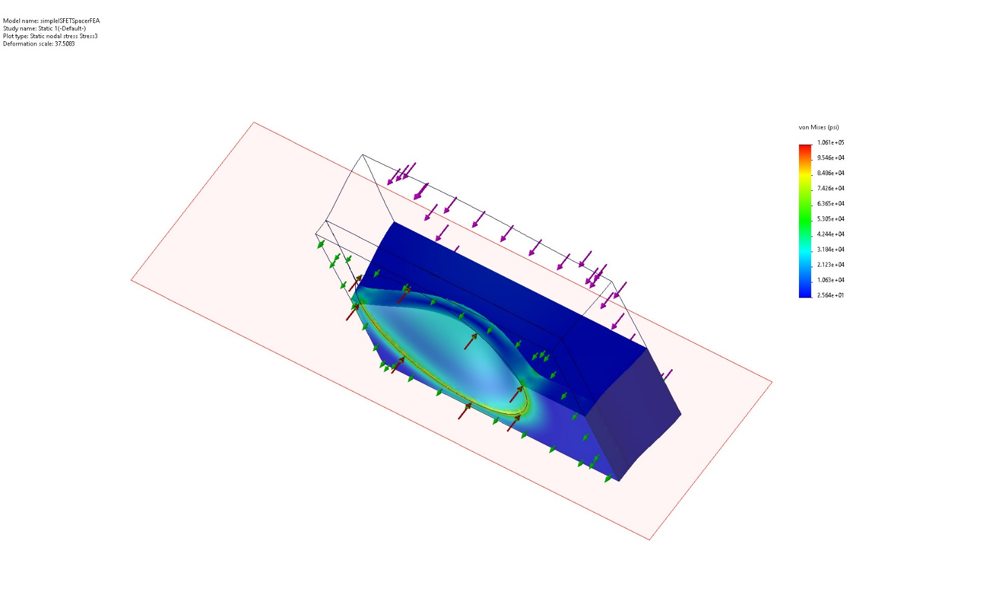 Model name: simpleISFETSpacerFEA
Study name: Static 1(-Default-)
Plot type: Static nodal stress Stress3
Deformation scale: 37.5083
von Mises (psi)
1.061e+05
9.546e+04
8.486e+04
7.426e+04
6.365e+04
5.305e+04
4.244e+04
3.184e+04
2.123e+04
1.063e+04
2.564e+01